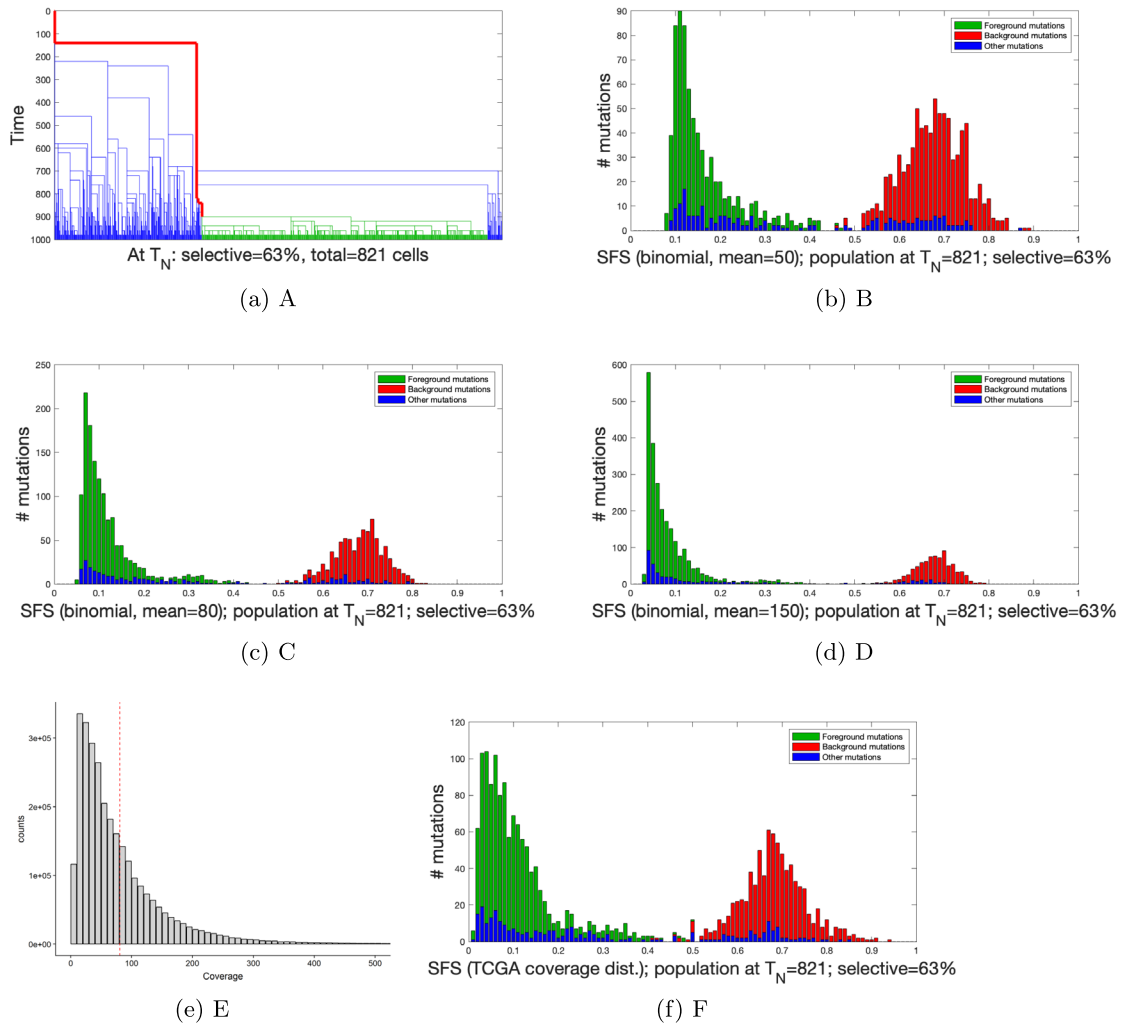 0
100
200
300
400
500
600
700
800
900
1000
Time
At T_N: selective=63%, total=821 cells
(a) A
90
80
70
60
50
40
30
20
10
0
# mutations
Foreground mutations
Background mutations
Other mutations
0 0.1 0.2 0.3 0.4 0.5 0.6 0.7 0.8 0.9 1
SFS (binomial, mean=50); population at T_N=821; selective=63%
(b) B
250
200
150
100
50
0
# mutations
Foreground mutations
Background mutations
Other mutations
0 0.1 0.2 0.3 0.4 0.5 0.6 0.7 0.8 0.9 1
SFS (binomial, mean=80); population at T_N=821; selective=63%
(c) C
600
500
400
300
200
100
0
# mutations
Foreground mutations
Background mutations
Other mutations
0 0.1 0.2 0.3 0.4 0.5 0.6 0.7 0.8 0.9 1
SFS (binomial, mean=150); population at T_N=821; selective=63%
(d) D
3e+05
2e+05
1e+05
0e+00
counts
0 100 200 300 400 500
Coverage
(e) E
120
100
80
60
40
20
0
# mutations
Foreground mutations
Background mutations
Other mutations
0 0.1 0.2 0.3 0.4 0.5 0.6 0.7 0.8 0.9 1
SFS (TCGA coverage dist.); population at T_N=821; selective=63%
(f) F